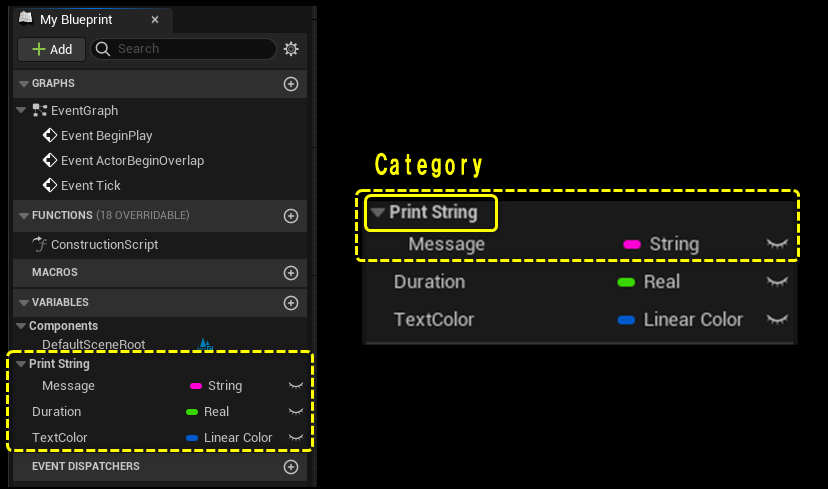 My Blueprint ×
+ Add Search
GRAPHS
EventGraph
Event BeginPlay
Event ActorBeginOverlap
Event Tick
FUNCTIONS (18 OVERRIDABLE)
ConstructionScript
MACROS
VARIABLES
Components
DefaultSceneRoot
Print String
Message String
Duration Real
TextColor Linear Color
EVENT DISPATCHERS
Category
Print String
Message String
Duration Real
TextColor Linear Color